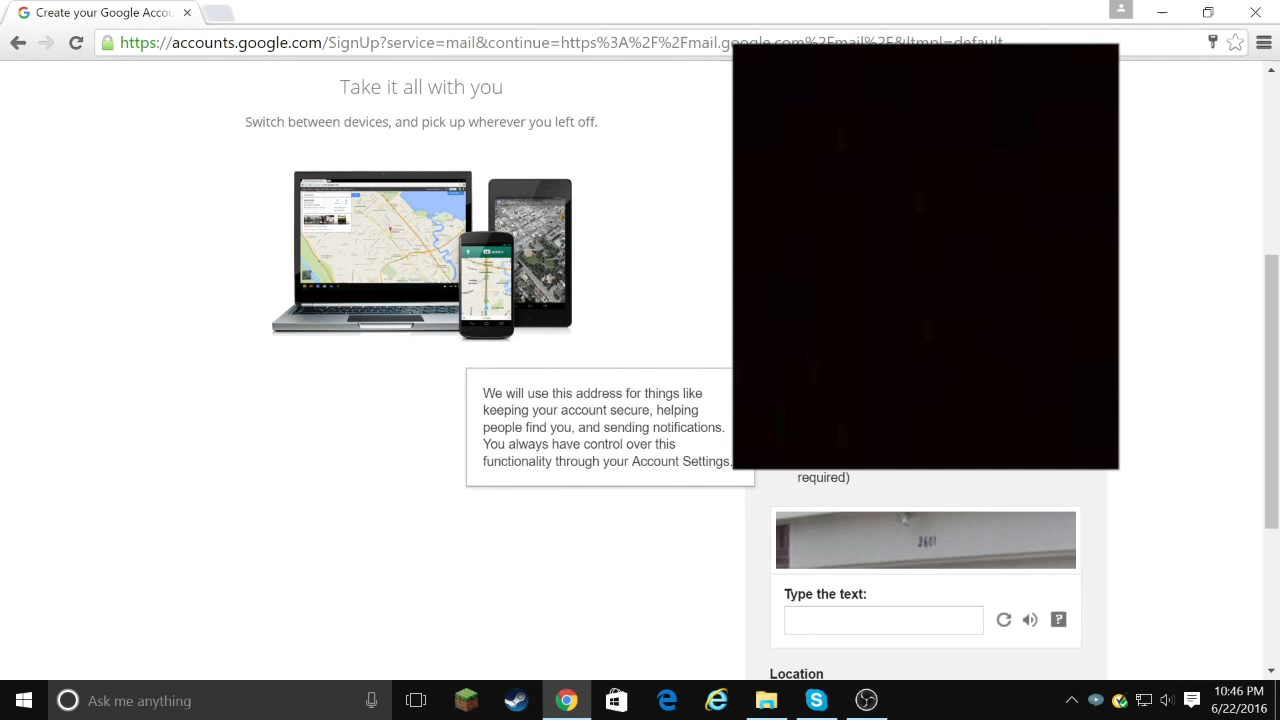 Create your Google Accou
https://accounts.google.com/SignUp?service=mail&continue=https%3A%2F%2Fmail.google.com%2Fmail%2F&ltmpl=default
Take it all with you
Switch between devices, and pick up wherever you left off.
We will use this address for things like
keeping your account secure, helping
people find you, and sending notifications.
You always have control over this
functionality through your Account Settings.
required)
Type the text:
Location
Ask me anything
10:46 PM
6/22/2016